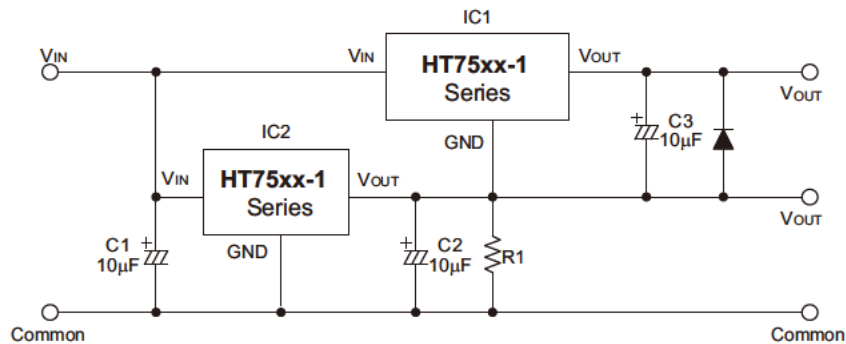 IC1
VIN
VIN
HT75xx-1
Series
VOUT
VOUT
GND
C3
10µF
IC2
VIN
HT75xx-1
Series
VOUT
VOUT
GND
C1
10µF
C2
10µF
R1
Common
Common